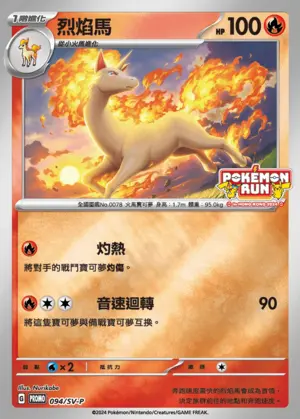 1階進化
烈焰馬
HP 100
從小火馬進化
POKÉMON
RUN
全國圖鑑No.0078 火馬寶可夢 身高：1.7m 體重：95.0kg
灼熱
將對手的戰鬥寶可夢灼傷。
音速迴轉 90
將這隻寶可夢與備戰寶可夢互換。
弱點 ×2 抵抗力
Illus. Nurikabe
G PROMO 094/SV-P
©2024 Pokémon/Nintendo/Creatures/GAME FREAK.